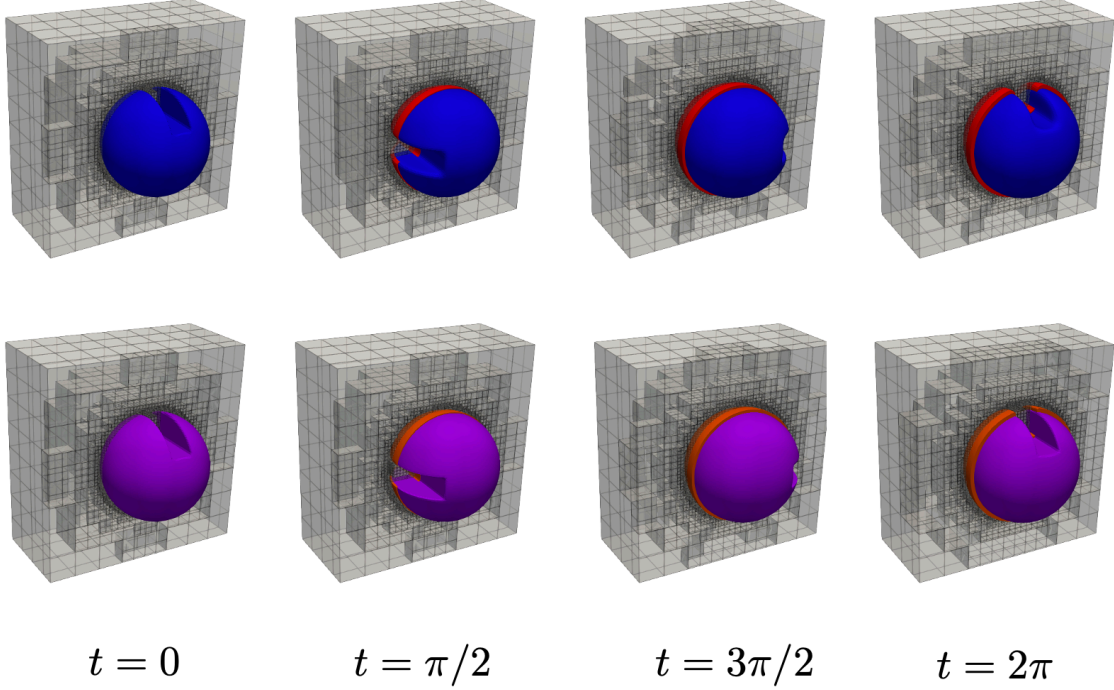 t = 0 t = π/2 t = 3π/2 t = 2π